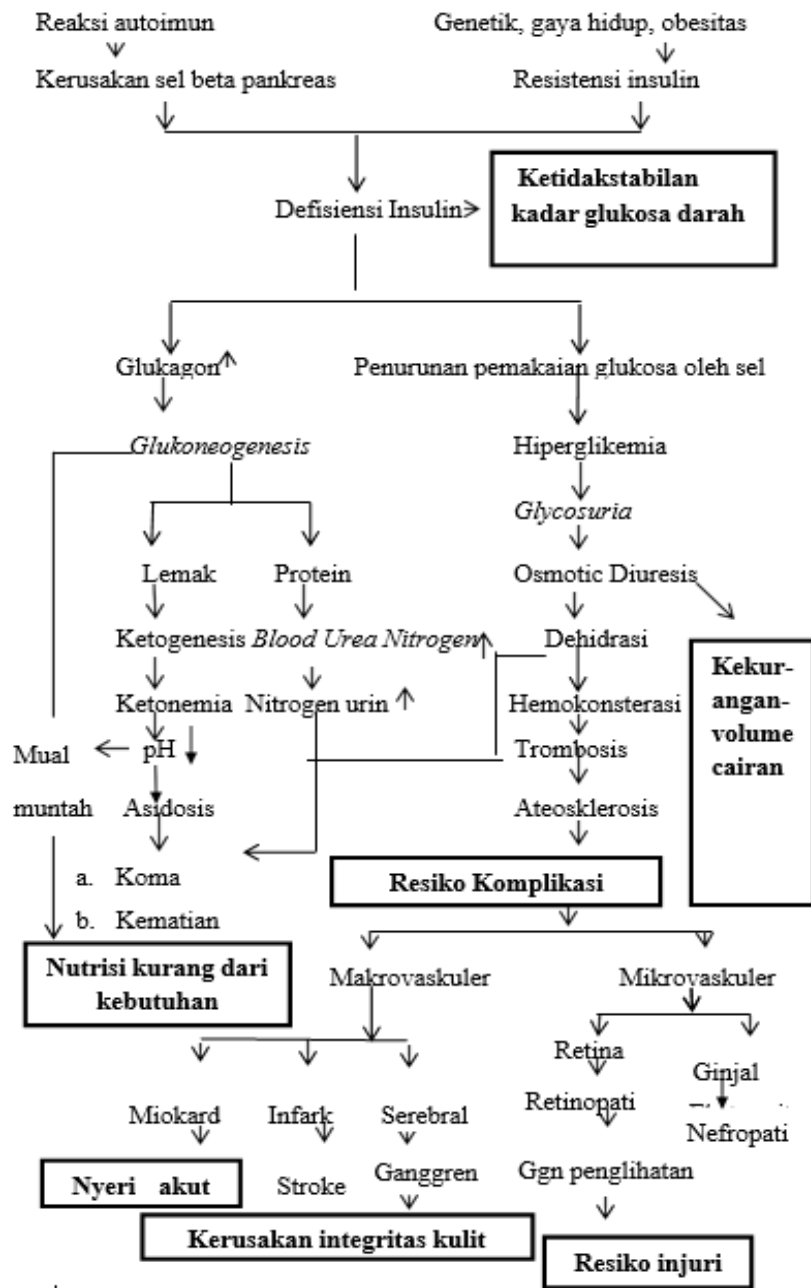 Reaksi autoimun
Genetik, gaya hidup, obesitas
Kerusakan sel beta pankreas
Resistensi insulin
Ketidakstabilan
kadar glukosa darah
Defisiensi Insulin
Glukagon
Penurunan pemakaian glukosa oleh sel
Glukoneogenesis
Hiperglikemia
Glycosuria
Lemak
Protein
Osmotic Diuresis
Ketogenesis
Blood Urea Nitrogen
Dehidrasi
Kekur-
angan-
volume
cairan
Ketonemia
Nitrogen urin
Hemokonsterasi
Mual
pH
Trombosis
muntah
Asidosis
Ateosklerosis
a. Koma
b. Kematian
Resiko Komplikasi
Nutrisi kurang dari
kebutuhan
Makrovaskuler
Mikrovaskuler
Retina
Ginjal
Miokard
Infark
Serebral
Retinopati
Nefropati
Nyeri akut
Stroke
Ganggren
Ggn penglihatan
Kerusakan integritas kulit
Resiko injuri